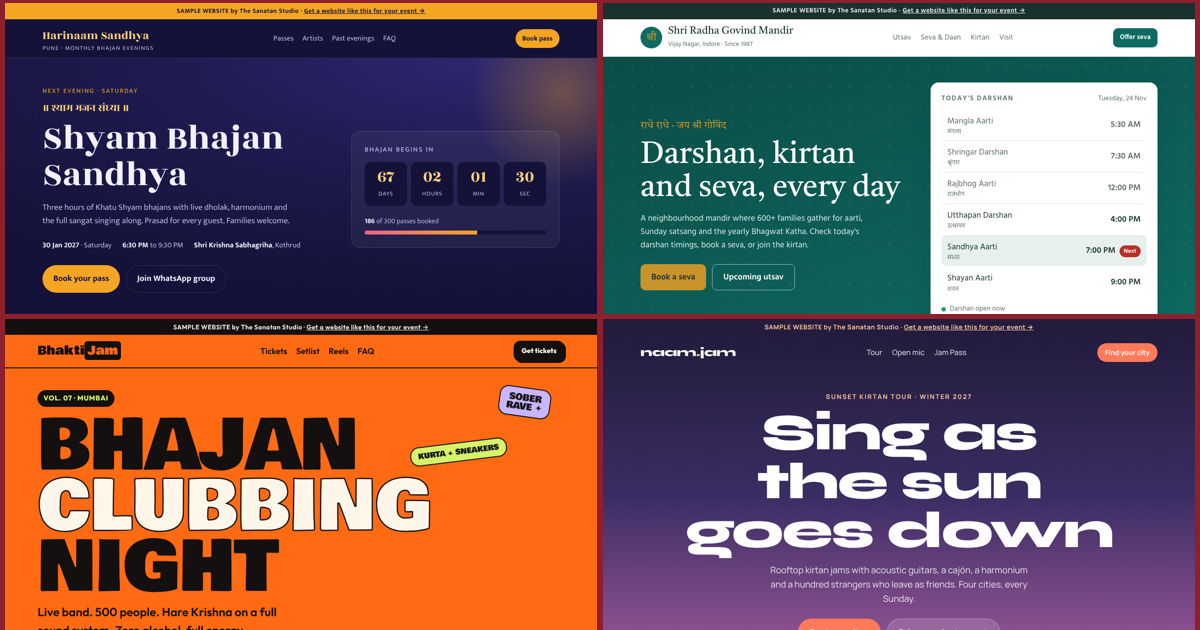 SAMPLE WEBSITE by The Sanatan Studio · Get a website like this for your event →
Harinaam Sandhya
PUNE · MONTHLY BHAJAN EVENINGS
Passes Artists Past evenings FAQ
Book pass
NEXT EVENING · SATURDAY
॥ श्याम भजन संध्या ॥
Shyam Bhajan
Sandhya
Three hours of Khatu Shyam bhajans with live dholak, harmonium and
the full sangat singing along. Prasad for every guest. Families welcome.
30 Jan 2027 · Saturday 6:30 PM to 9:30 PM Shri Krishna Sabhagriha, Kothrud
Book your pass Join WhatsApp group
BHAJAN BEGINS IN
67 02 01 30
DAYS HOURS MIN SEC
186 of 300 passes booked
SAMPLE WEBSITE by The Sanatan Studio · Get a website like this for your event →
श्री
Shri Radha Govind Mandir
Vijay Nagar, Indore · Since 1987
Utsav Seva & Daan Kirtan Visit
Offer seva
राधे राधे · जय श्री गोविंद
Darshan, kirtan
and seva, every day
A neighbourhood mandir where 600+ families gather for aarti,
Sunday satsang and the yearly Bhagwat Katha. Check today's
darshan timings, book a seva, or join the kirtan.
Book a seva Upcoming utsav
TODAY'S DARSHAN Tuesday, 24 Nov
Mangla Aarti 5:30 AM
मंगला
Shringar Darshan 7:30 AM
श्रृंगार
Rajbhog Aarti 12:00 PM
राजभोग
Utthapan Darshan 4:00 PM
उत्थापन
Sandhya Aarti 7:00 PM Next
संध्या
Shayan Aarti 9:00 PM
शयन
Darshan open now
SAMPLE WEBSITE by The Sanatan Studio · Get a website like this for your event →
BhaktiJam
Tickets Setlist Reels FAQ
Get tickets
VOL. 07 · MUMBAI
SOBER
RAVE +
KURTA + SNEAKERS
BHAJAN
CLUBBING
NIGHT
Live band. 500 people. Hare Krishna on a full
sound system. Zero alcohol, full energy.
SAMPLE WEBSITE by The Sanatan Studio · Get a website like this for your event →
naam.jam
Tour Open mic Jam Pass
Find your city
SUNSET KIRTAN TOUR · WINTER 2027
Sing as
the sun
goes down
Rooftop kirtan jams with acoustic guitars, a cajón, a harmonium
and a hundred strangers who leave as friends. Four cities, every
Sunday.